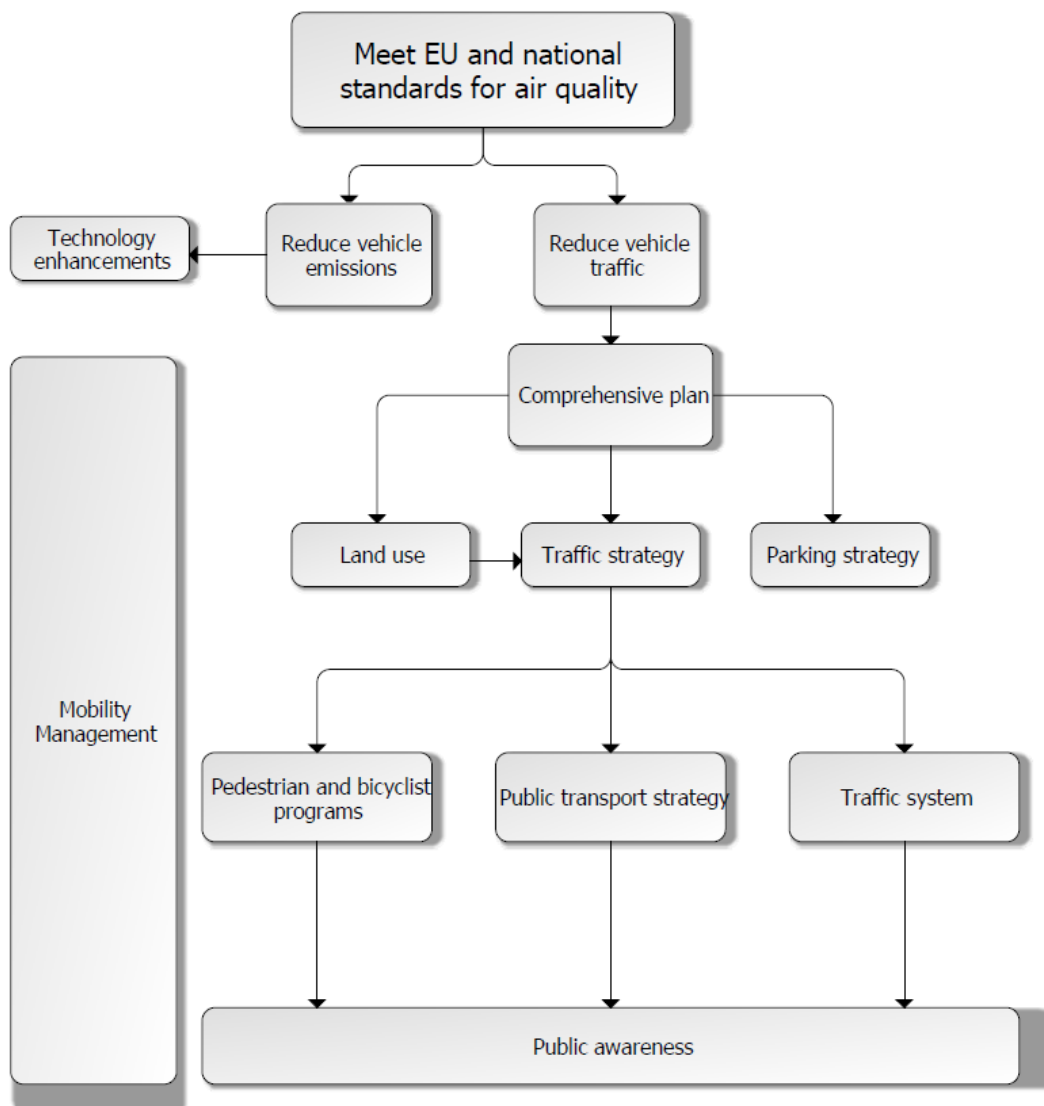 Meet EU and national
standards for air quality
Technology
enhancements
Reduce vehicle
emissions
Reduce vehicle
traffic
Comprehensive plan
Land use
Traffic strategy
Parking strategy
Mobility
Management
Pedestrian and bicyclist
programs
Public transport strategy
Traffic system
Public awareness